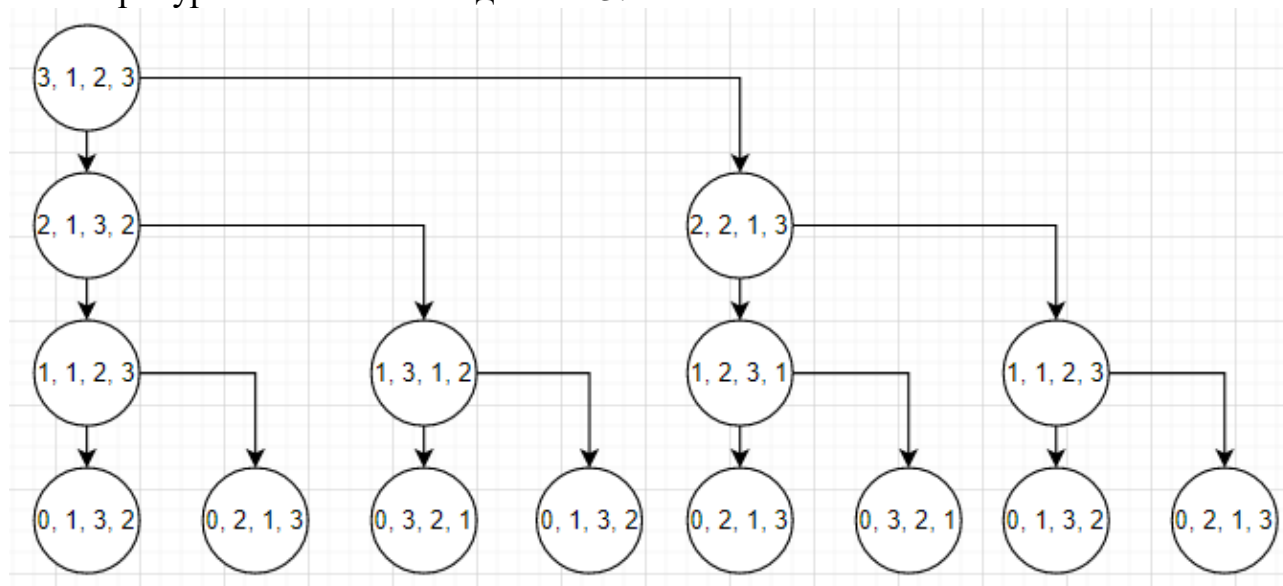 3, 1, 2, 3
2, 1, 3, 2
2, 2, 1, 3
1, 1, 2, 3
1, 3, 1, 2
1, 2, 3, 1
1, 1, 2, 3
0, 1, 3, 2
0, 2, 1, 3
0, 3, 2, 1
0, 1, 3, 2
0, 2, 1, 3
0, 3, 2, 1
0, 1, 3, 2
0, 2, 1, 3